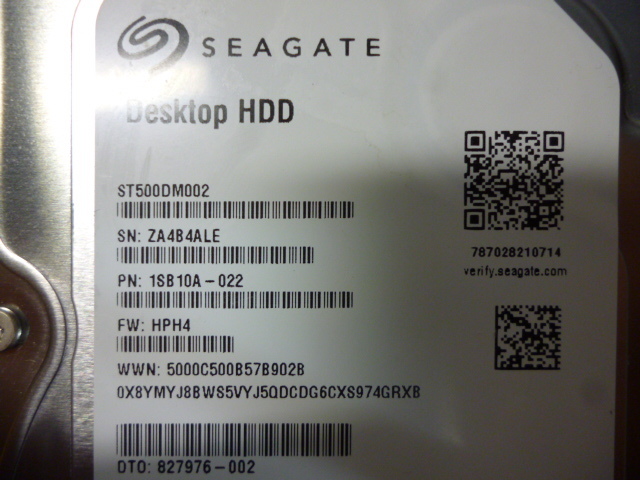 SEAGATE
Desktop HDD
ST500DM002
SN: ZA4B4ALE
PN: 1SB10A-022
FW: HPH4
WWN: 5000C500B57B902B
0X8YMYJ8BWS5VYJ5QDCDG6CXS974GRXB
DTO: 827976-002
787028210714
verify.seagate.com